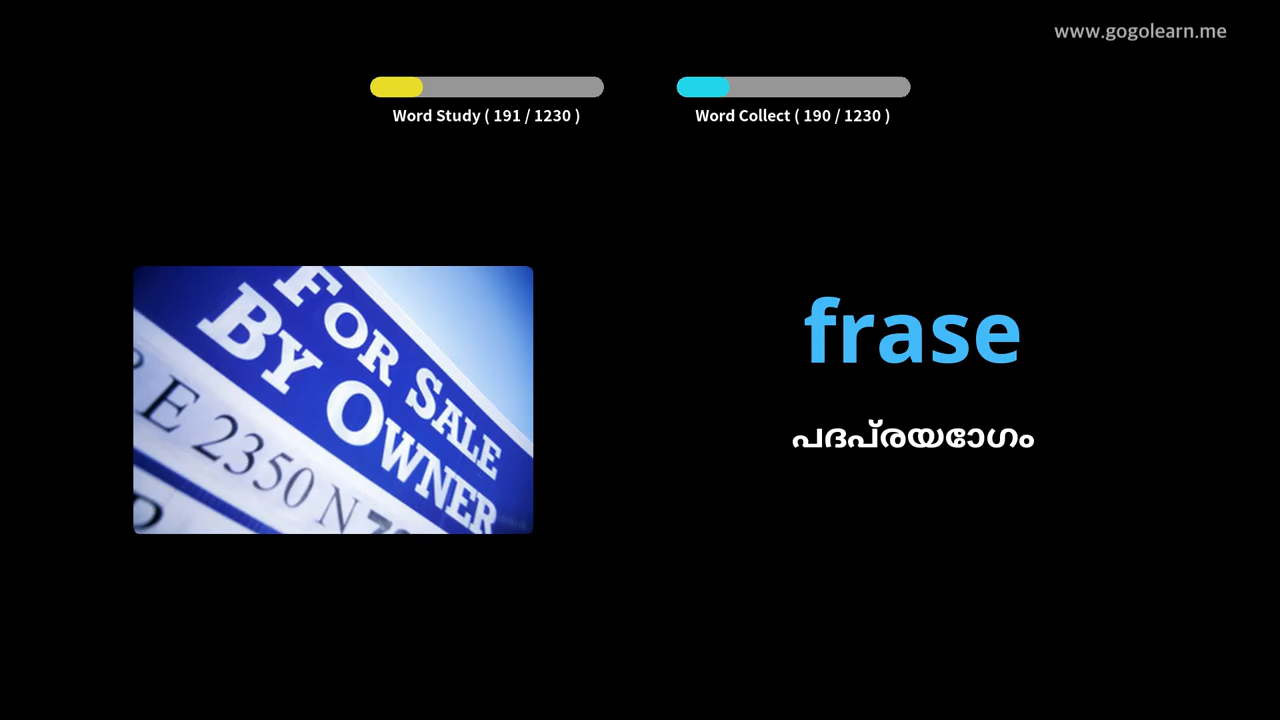 www.gogolearn.me
Word Study ( 191 / 1230 )
Word Collect ( 190 / 1230 )
FOR SALE
BY OWNER
E 2350 N
frase
പദപ്രയോഗം